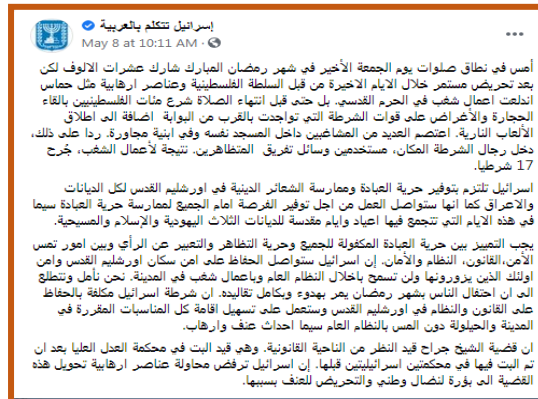 إسرائيل تتكلم بالعربية
May 8 at 10:11 AM ·
أمس في نطاق صلوات يوم الجمعة الأخير في شهر رمضان المبارك شارك عشرات الالوف لكن
بعد تحريض مستمر خلال الايام الاخيرة من قبل السلطة الفلسطينية وعناصر ارهابية مثل حماس
اندلعت اعمال شغب في الحرم القدسي. بل حتى قبل انتهاء الصلاة شرع مئات الفلسطينيين بالقاء
الحجارة والأغراض على قوات الشرطة التي تواجدت بالقرب من البوابة اضافة الى اطلاق
الألعاب النارية. اعتصم العديد من المشاغبين داخل المسجد نفسه وفي ابنية مجاورة. ردا على ذلك،
دخل رجال الشرطة المكان، مستخدمين وسائل تفريق المتظاهرين. نتيجة لأعمال الشغب، جُرح
17 شرطيا.
اسرائيل تلتزم بتوفير حرية العبادة وممارسة الشعائر الدينية في اورشليم القدس لكل الديانات
والاعراق كما انها ستواصل العمل من اجل توفير الفرصة امام الجميع لممارسة حرية العبادة سيما
في هذه الايام التي تتجمع فيها اعياد وايام مقدسة للديانات الثلاث اليهودية والإسلام والمسيحية.
يجب التمييز بين حرية العبادة المكفولة للجميع وحرية التظاهر والتعبير عن الرأي وبين امور تمس
الأمن،القانون، النظام والأمان. إن اسرائيل ستواصل الحفاظ على امن سكان اورشليم القدس وامن
اولئك الذين يزورونها ولن تسمح باخلال النظام العام وباعمال شغب في المدينة. نحن نأمل ونتطلع
الى ان احتفال الناس بشهر رمضان يمر بهدوء وبكامل تقاليده. ان شرطة اسرائيل مكلفة بالحفاظ
على القانون والنظام في اورشليم القدس وستعمل على تسهيل اقامة كل المناسبات المقررة في
المدينة والحيلولة دون المس بالنظام العام سيما احداث عنف وارهاب.
ان قضية الشيخ جراح قيد النظر من الناحية القانونية. وهي قيد البت في محكمة العدل العليا بعد ان
تم البت فيها في محكمتين اسرائيليتين قبلها. إن اسرائيل ترفض محاولة عناصر ارهابية تحويل هذه
القضية الى بؤرة لنضال وطني والتحريض للعنف بسببها.